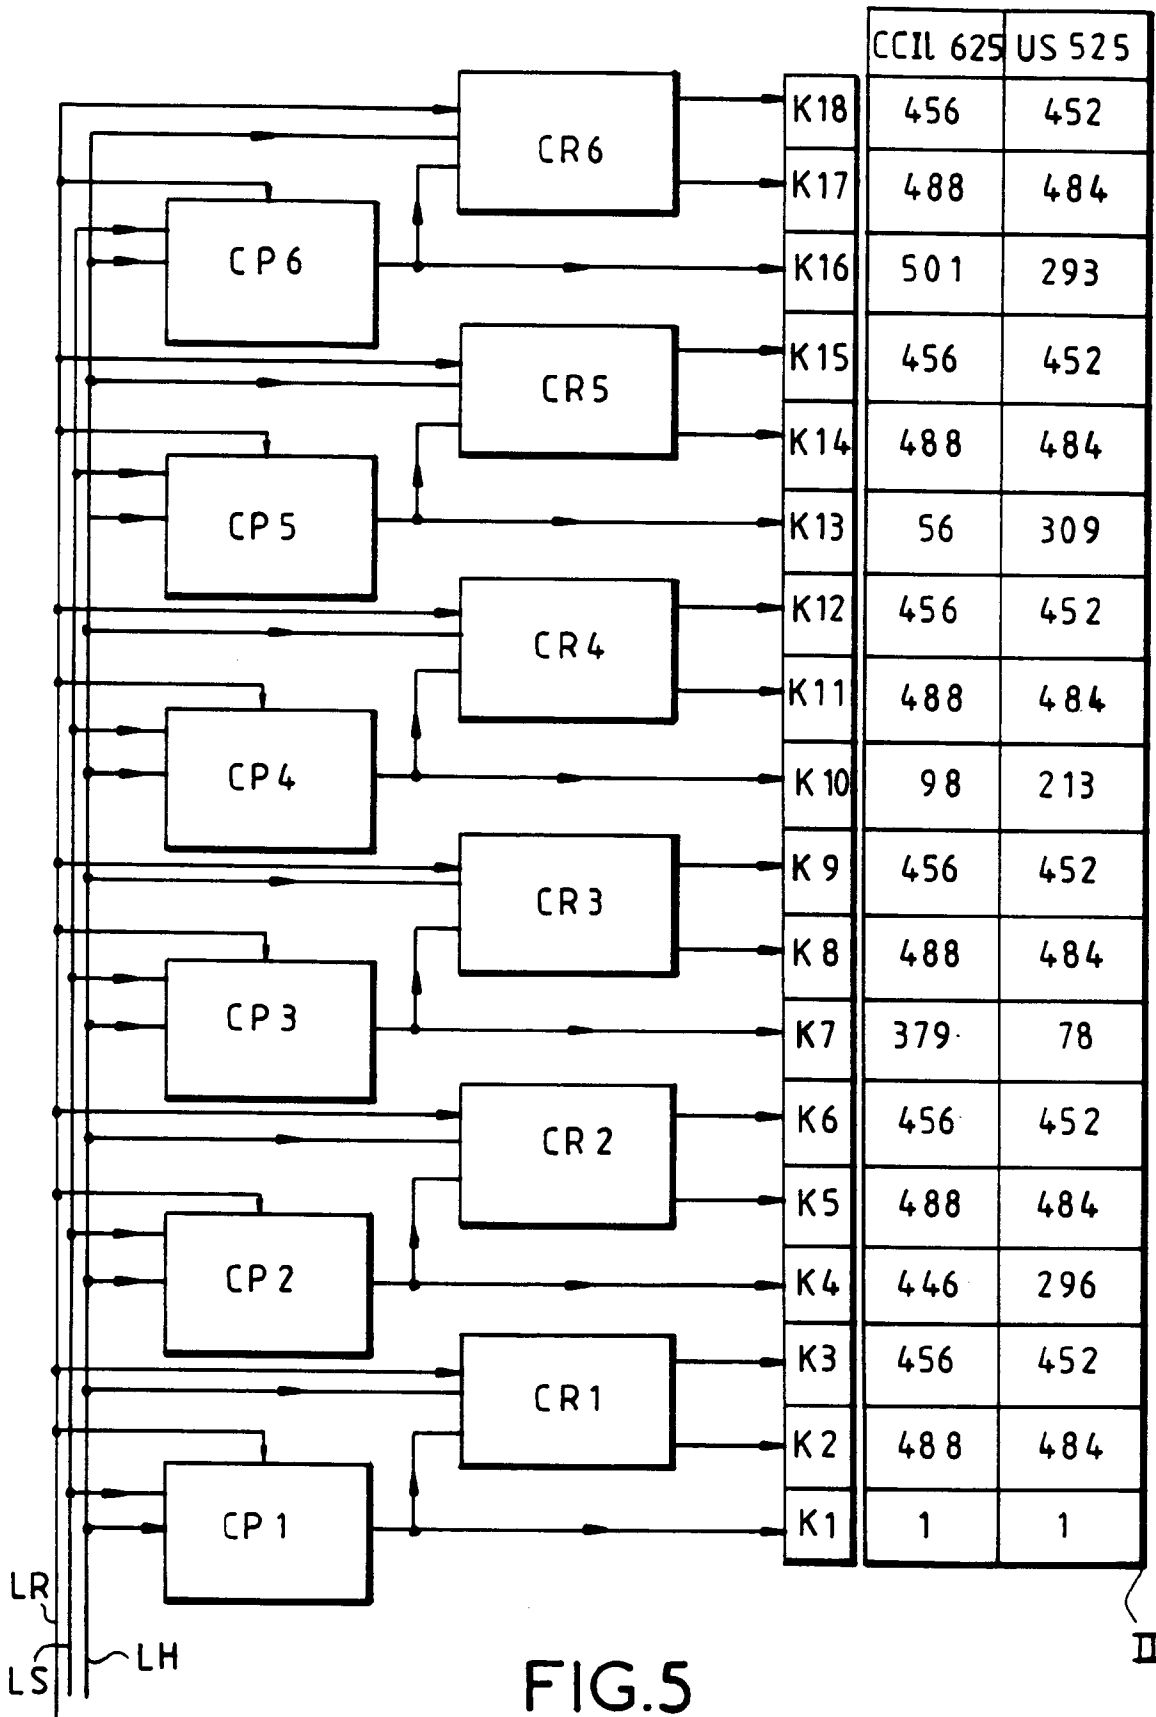 CCIl 625 US 525
CR6 K18 456 452
K17 488 484
CP6 K16 501 293
CR5 K15 456 452
K14 488 484
CP5 K13 56 309
CR4 K12 456 452
K11 488 484
CP4 K10 98 213
CR3 K9 456 452
K8 488 484
CP3 K7 379 78
CR2 K6 456 452
K5 488 484
CP2 K4 446 296
CR1 K3 456 452
K2 488 484
CP1 K1 1 1
LR
LS
LH
II
FIG.5